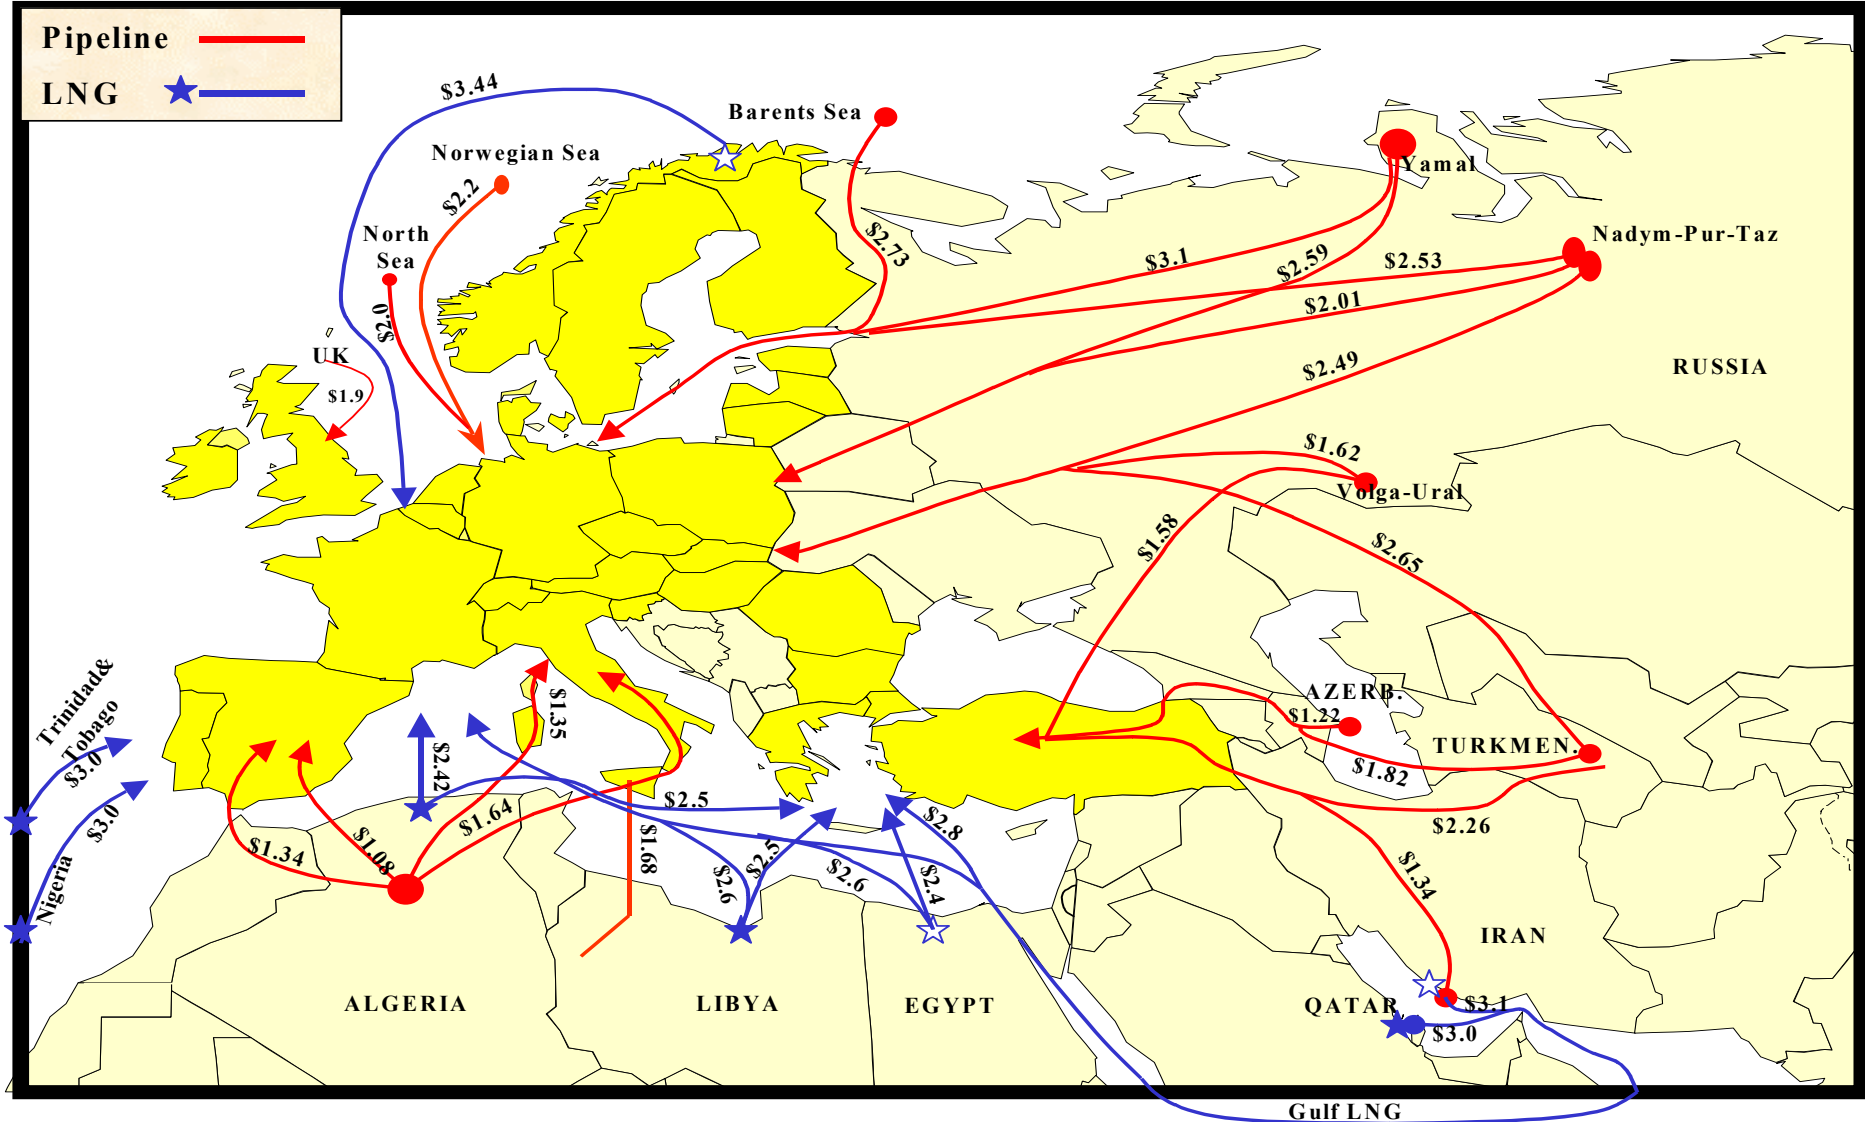 Pipeline
LNG
$3.44
Barents Sea
Norwegian Sea
$2.2
Yamal
North
Sea
$2.73
Nadym-Pur-Taz
$3.1
$2.59
$2.53
$2.01
$2.0
UK
$1.9
$2.49
RUSSIA
$1.62
Volga-Ural
$1.58
$2.65
Trinidad&
Tobago
$3.0
$1.35
AZERB.
$1.22
TURKMEN.
$2.42
$1.82
$2.5
$1.64
$2.8
$2.26
$3.0
Nigeria
$1.34
$1.08
$1.68
$2.6
$2.5
$2.6
$2.4
$1.34
IRAN
ALGERIA
LIBYA
EGYPT
QATAR
$3.1
$3.0
Gulf LNG